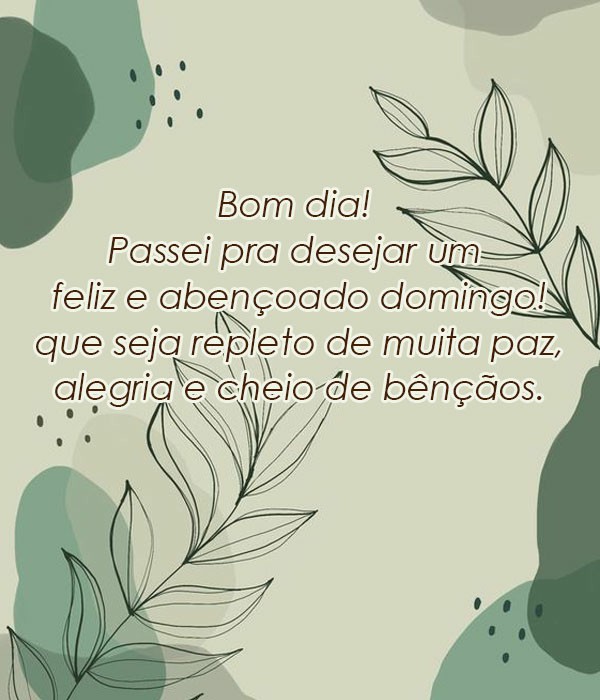 Bom dia!
Passei pra desejar um
feliz e abençoado domingo!
que seja repleto de muita paz,
alegria e cheio de bênçãos.